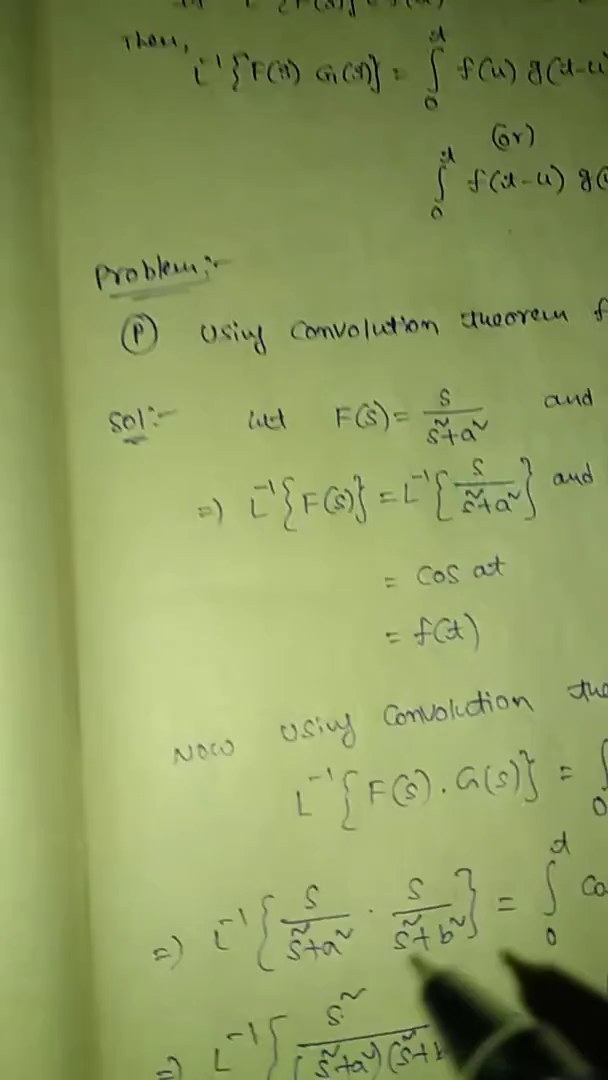 Then,
L⁻¹{F(s) G(s)} = ∫₀ᵗ f(u) g(t-u
(or)
∫₀ᵗ f(t-u) g(
Problem:-
(P) Using Convolution theorem f
Sol:- Let F(s) = s/(s²+a²) and
=) L⁻¹{F(s)} = L⁻¹{s/(s²+a²)} and
= cos at
= f(t)
Now Using Convolution the
L⁻¹{F(s). G(s)} = ∫₀
=) L⁻¹{s/(s²+a²) · s/(s²+b²)} = ∫₀ᵗ Co
=) L⁻¹{s²/(s²+a²)(s²+b